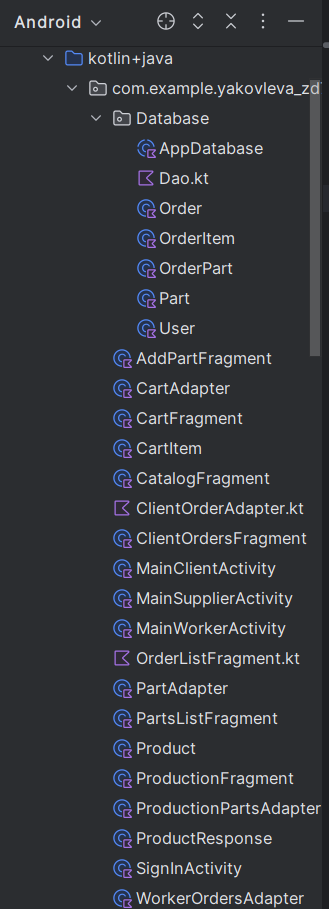 Android
kotlin+java
com.example.yakovleva_zd
Database
AppDatabase
Dao.kt
Order
OrderItem
OrderPart
Part
User
AddPartFragment
CartAdapter
CartFragment
CartItem
CatalogFragment
ClientOrderAdapter.kt
ClientOrdersFragment
MainClientActivity
MainSupplierActivity
MainWorkerActivity
OrderListFragment.kt
PartAdapter
PartsListFragment
Product
ProductionFragment
ProductionPartsAdapter
ProductResponse
SignInActivity
WorkerOrdersAdapter